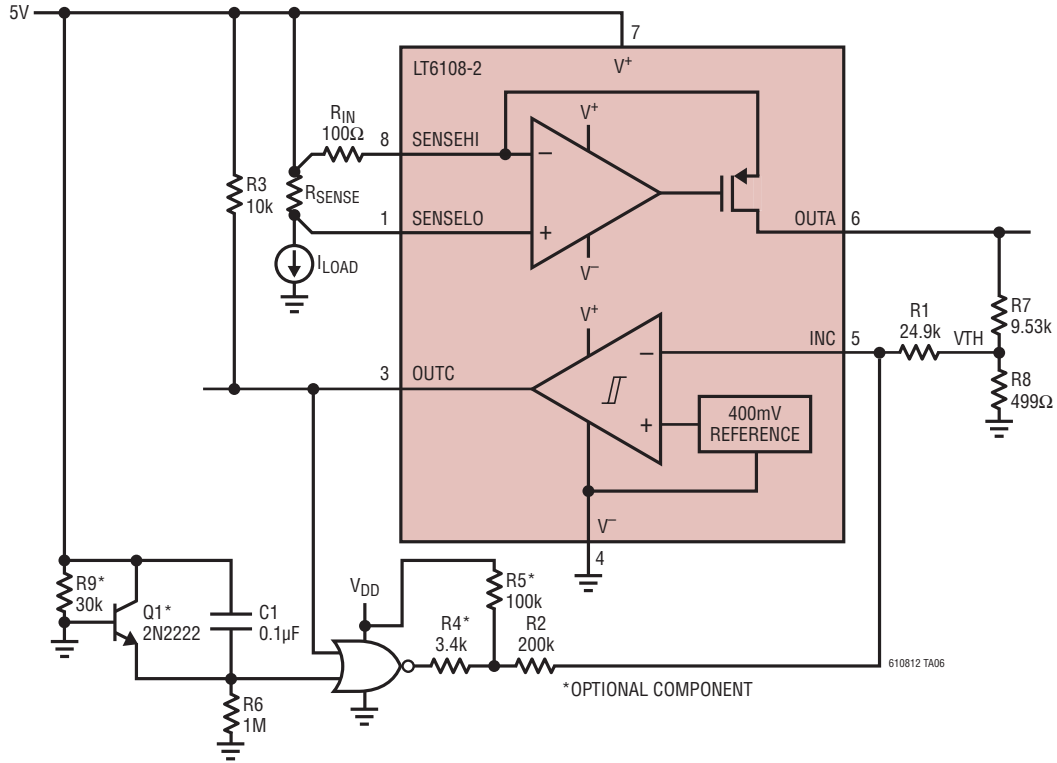 5V
7
V+
LT6108-2
RIN
100Ω
8
SENSEHI
−
V+
R3
10k
RSENSE
1
SENSELO
+
V−
OUTA
6
ILOAD
V+
INC
5
R1
24.9k
VTH
R7
9.53k
−
3
OUTC
+
400mV
REFERENCE
R8
499Ω
V−
4
R9*
30k
Q1*
2N2222
C1
0.1µF
VDD
R5*
100k
R4*
3.4k
R2
200k
610812 TA06
*OPTIONAL COMPONENT
R6
1M